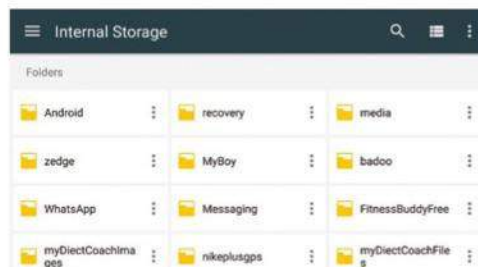 Internal Storage
Folders
Android recovery media
zedge MyBoy badoo
WhatsApp Messaging FitnessBuddyFree
myDiectCoachIma
ges nikeplusgps myDiectCoachFile
s